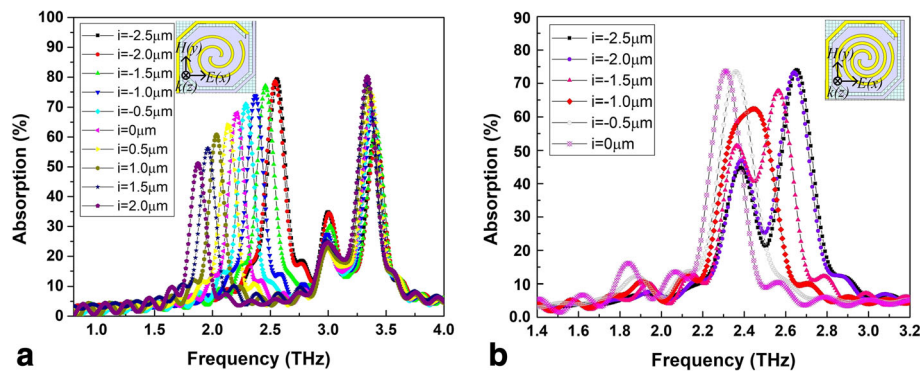 100
90
80
70
60
50
40
30
20
10
0
Absorption (%)
i=-2.5μm
i=-2.0μm
i=-1.5μm
i=-1.0μm
i=-0.5μm
i=0μm
i=0.5μm
i=1.0μm
i=1.5μm
i=2.0μm
H(y)
E(x)
k(z)
1.0 1.5 2.0 2.5 3.0 3.5 4.0
Frequency (THz)
a
90
80
70
60
50
40
30
20
10
0.0
Absorption (%)
i=-2.5μm
i=-2.0μm
i=-1.5μm
i=-1.0μm
i=-0.5μm
i=0μm
H(y)
E(x)
k(z)
1.4 1.6 1.8 2.0 2.2 2.4 2.6 2.8 3.0 3.2
Frequency (THz)
b